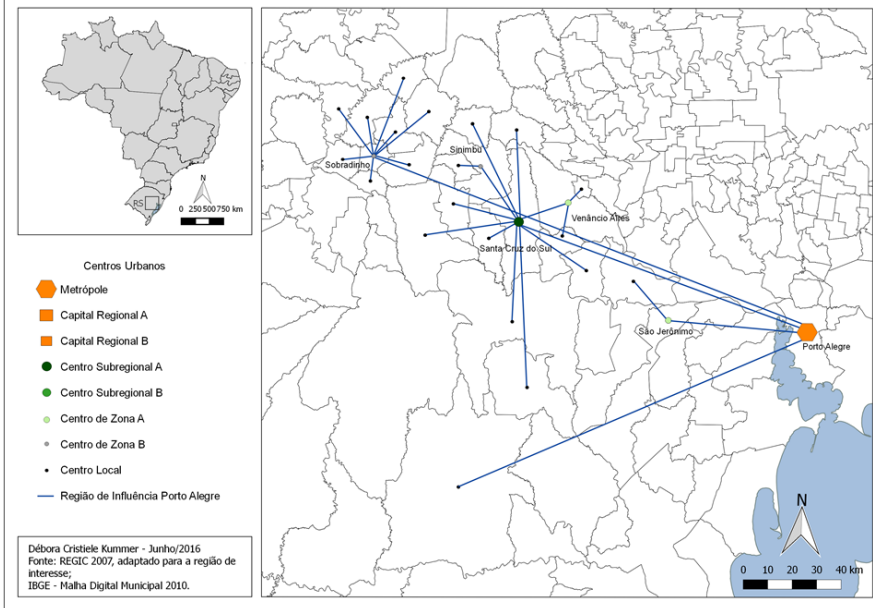 RS
N
0 250 500 750 km
Centros Urbanos
Metrópole
Capital Regional A
Capital Regional B
Centro Subregional A
Centro Subregional B
Centro de Zona A
Centro de Zona B
Centro Local
Região de Influência Porto Alegre
Débora Cristiele Kummer - Junho/2016
Fonte: REGIC 2007, adaptado para a região de
interesse;
IBGE - Malha Digital Municipal 2010.
Sinimbu
Sobradinho
Venâncio Aires
Santa Cruz do Sul
São Jerônimo
Porto Alegre
N
0 10 20 30 40 km